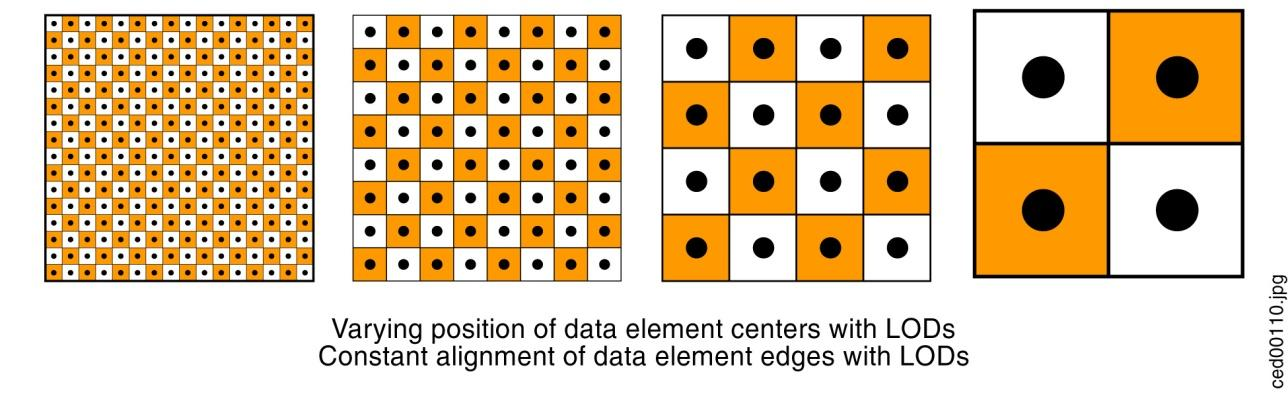 Varying position of data element centers with LODs
Constant alignment of data element edges with LODs
ced00110.jpg